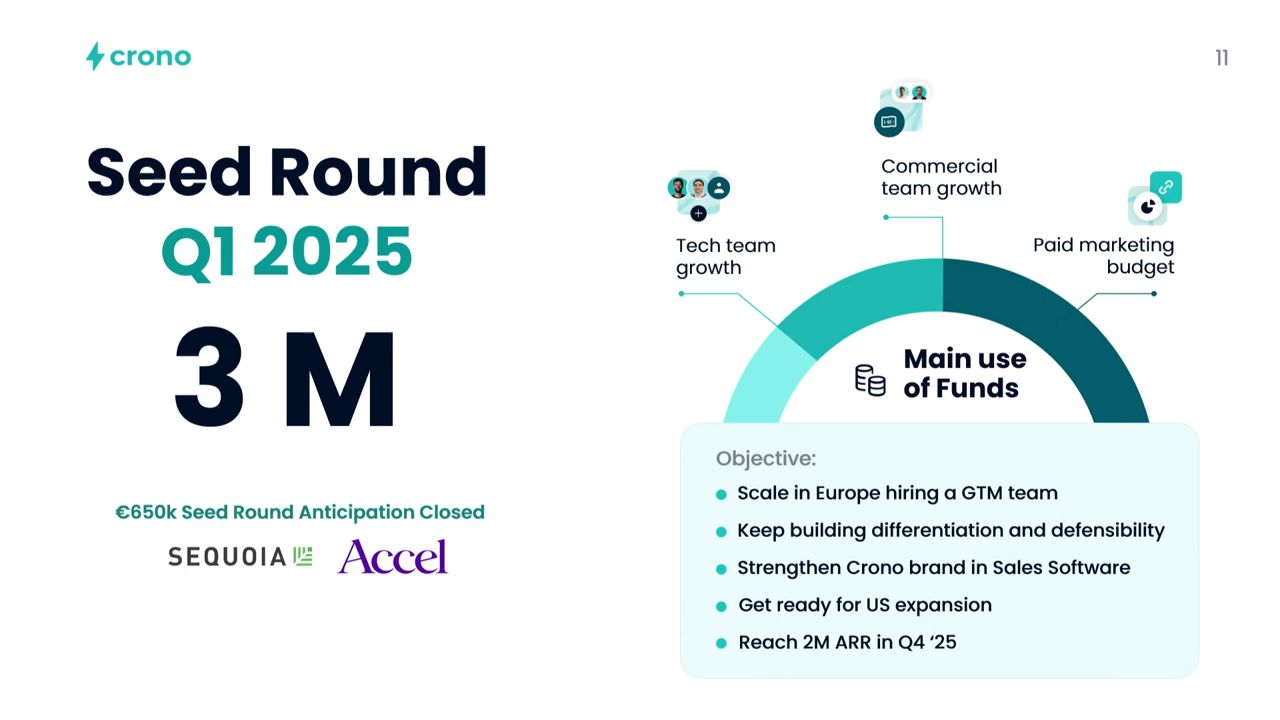 crono
11
Seed Round
Q1 2025
3 M
€650k Seed Round Anticipation Closed
SEQUOIA
Accel
Tech team
growth
Commercial
team growth
Paid marketing
budget
Main use
of Funds
Objective:
Scale in Europe hiring a GTM team
Keep building differentiation and defensibility
Strengthen Crono brand in Sales Software
Get ready for US expansion
Reach 2M ARR in Q4 ‘25